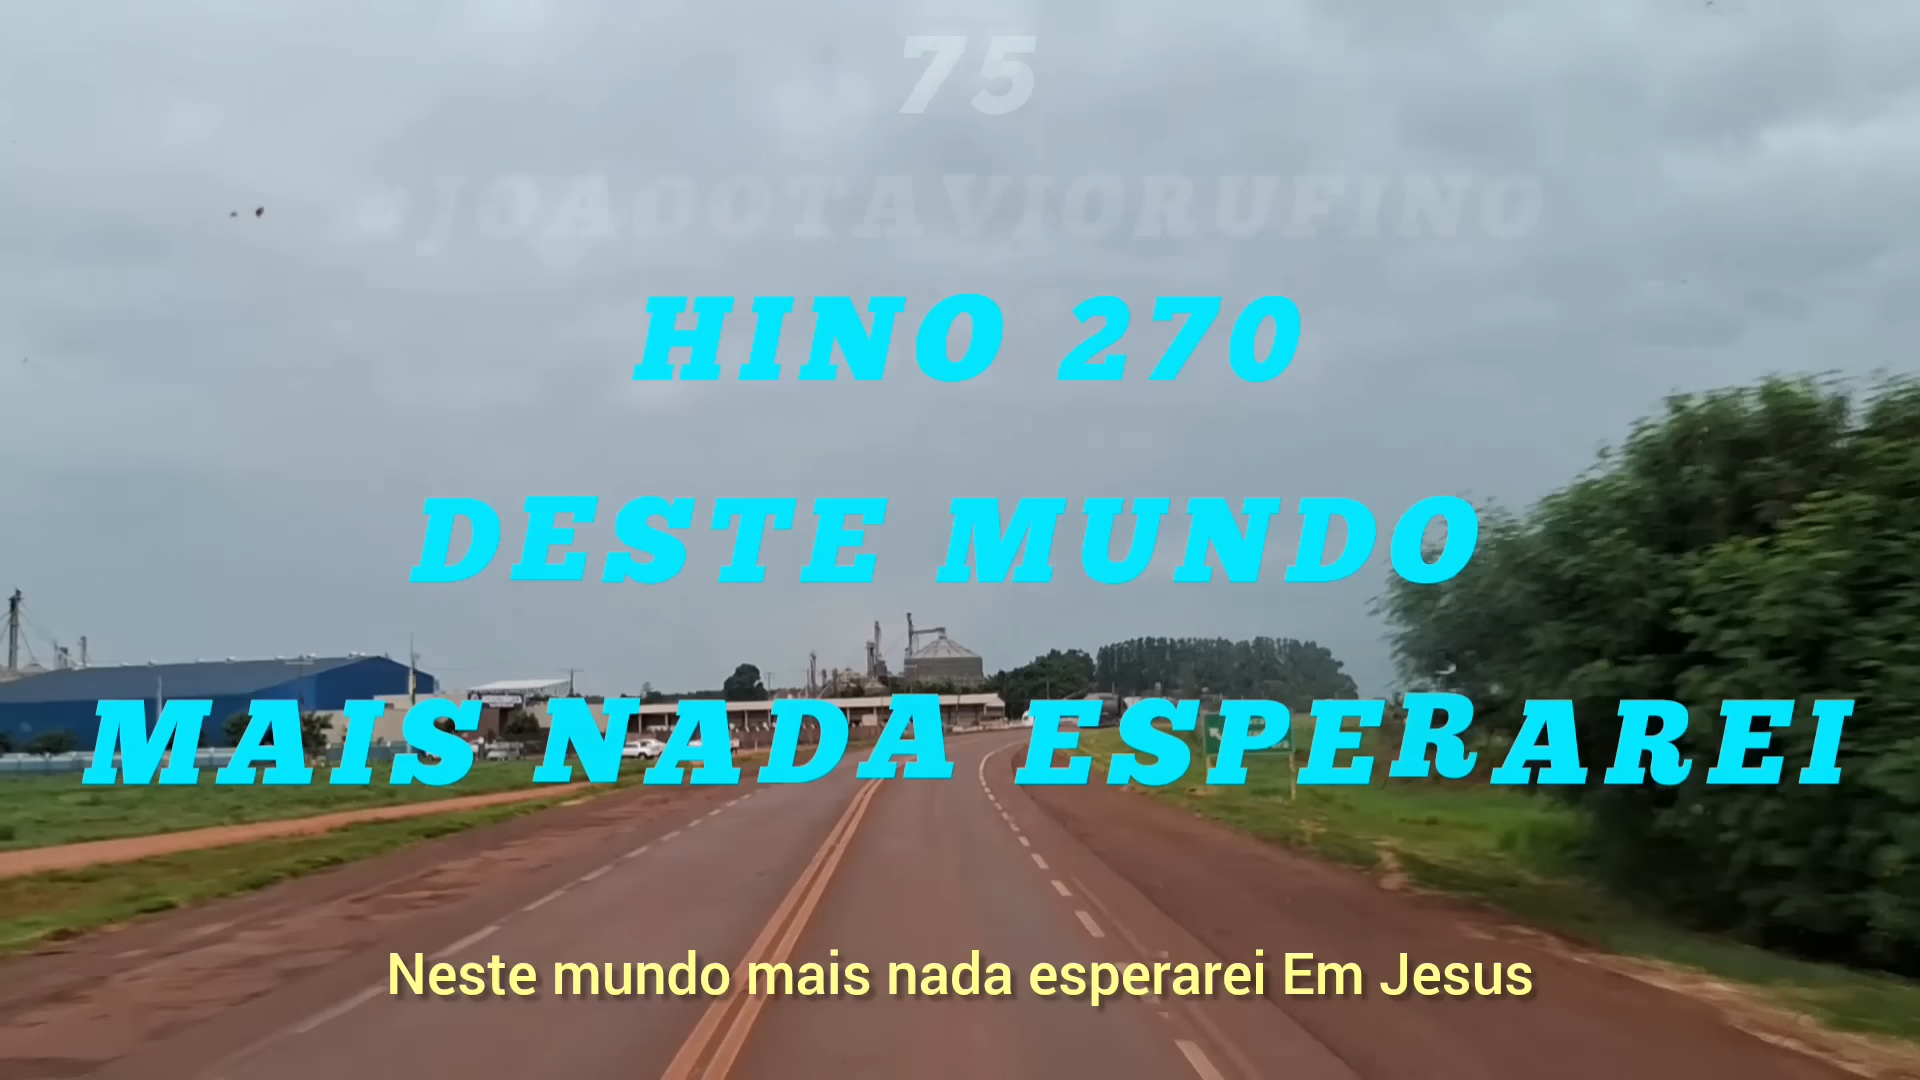 75
@JOAOOTAVIORUFINO
HINO 270
DESTE MUNDO
MAIS NADA ESPERAREI
Neste mundo mais nada esperarei Em Jesus